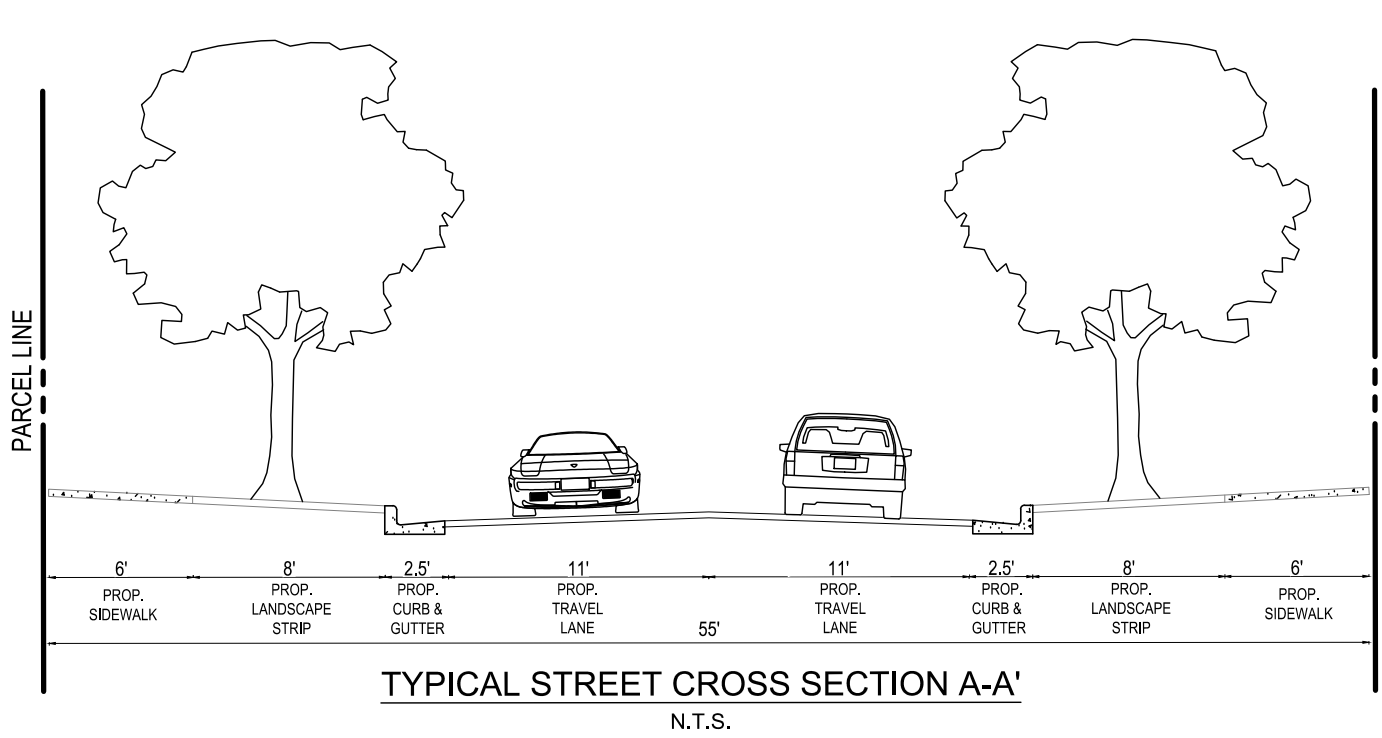 PARCEL LINE
6'
8'
2.5'
11'
11'
2.5'
8'
6'
PROP.
SIDEWALK
PROP.
LANDSCAPE
STRIP
PROP.
CURB &
GUTTER
PROP.
TRAVEL
LANE
PROP.
TRAVEL
LANE
PROP.
CURB &
GUTTER
PROP.
LANDSCAPE
STRIP
PROP.
SIDEWALK
55'
TYPICAL STREET CROSS SECTION A-A'
N.T.S.